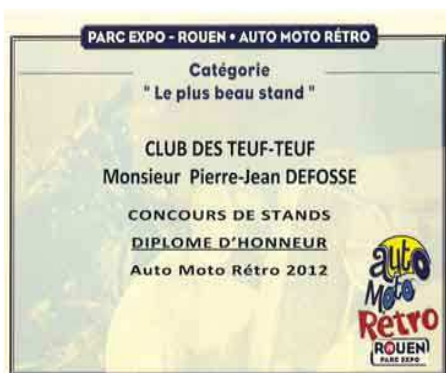 PARC EXPO - ROUEN • AUTO MOTO RÉTRO
Catégorie
" Le plus beau stand "
CLUB DES TEUF-TEUF
Monsieur Pierre-Jean DEFOSSE
CONCOURS DE STANDS
DIPLOME D'HONNEUR
Auto Moto Rétro 2012
auto
Moto
Rétro
ROUEN
PARC EXPO